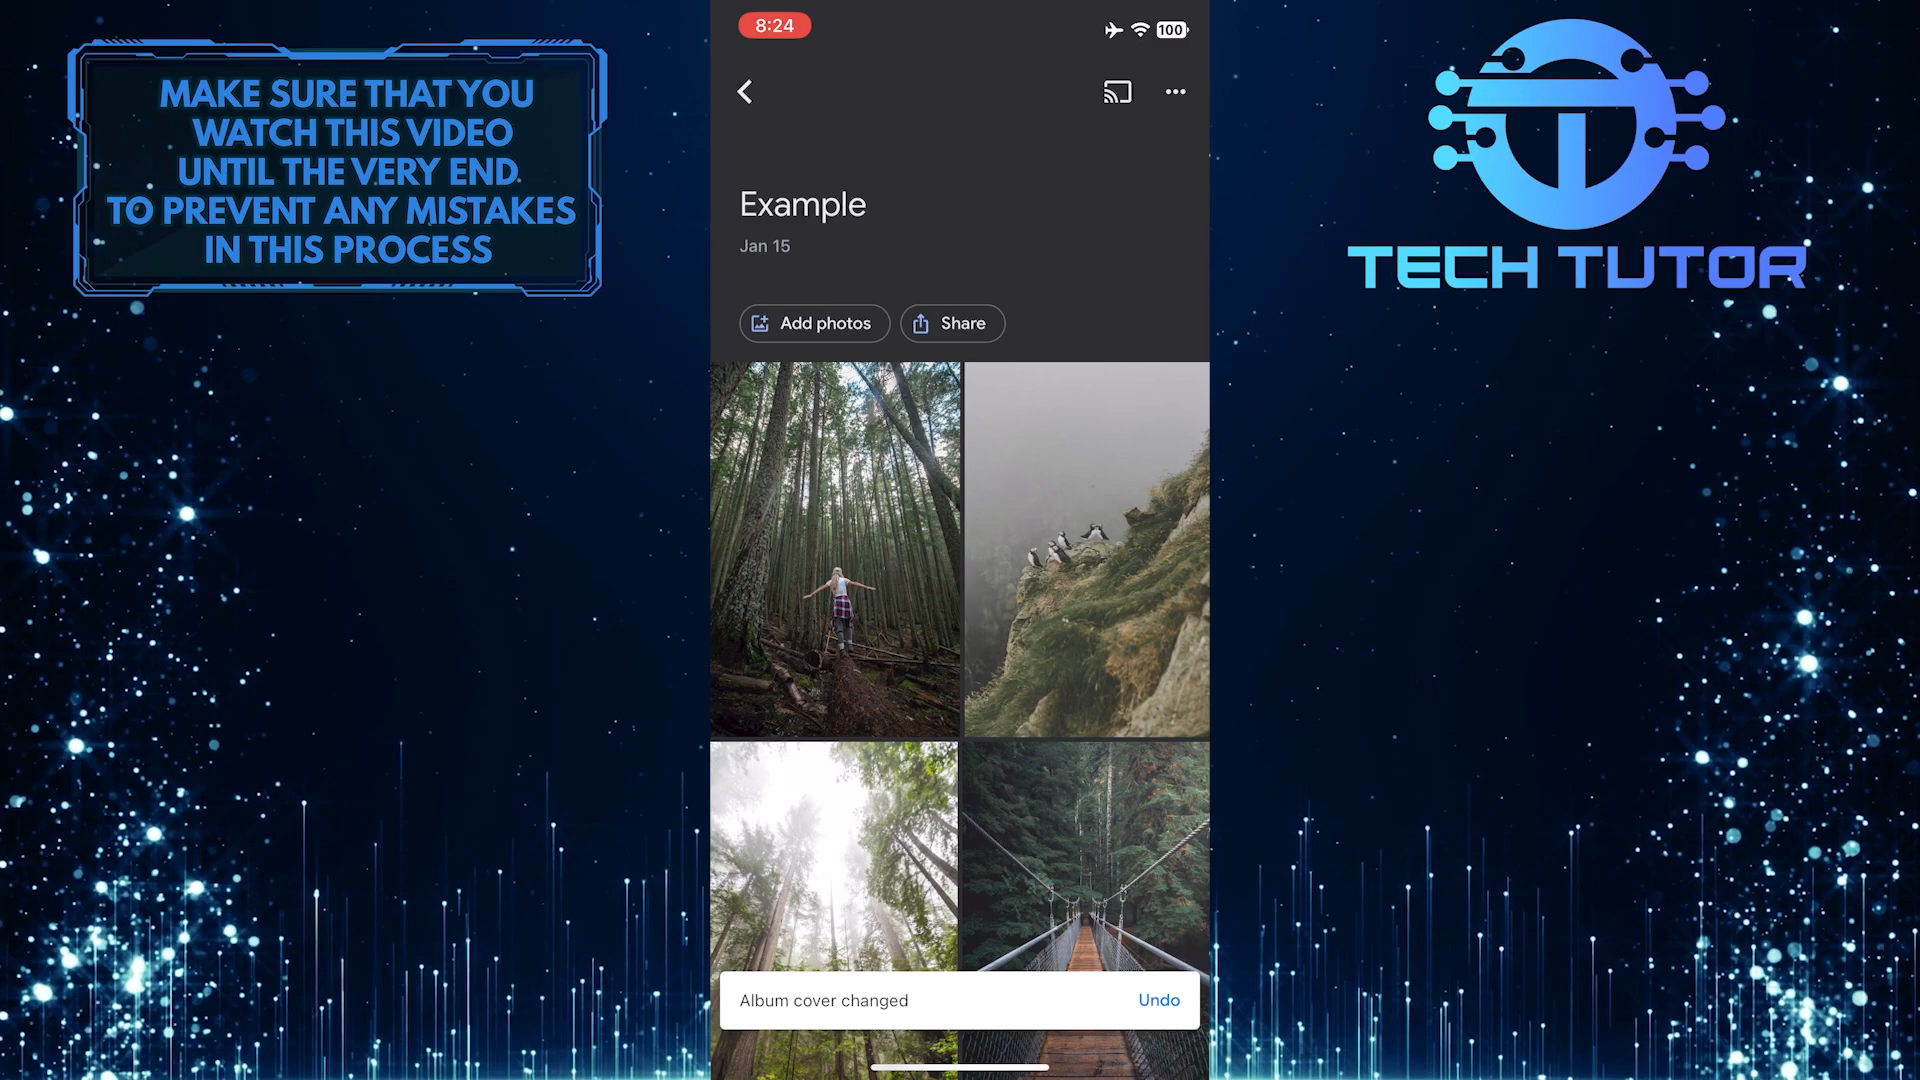 MAKE SURE THAT YOU
WATCH THIS VIDEO
UNTIL THE VERY END
TO PREVENT ANY MISTAKES
IN THIS PROCESS
8:24
100
Example
Jan 15
Add photos
Share
Album cover changed
Undo
TECH TUTOR